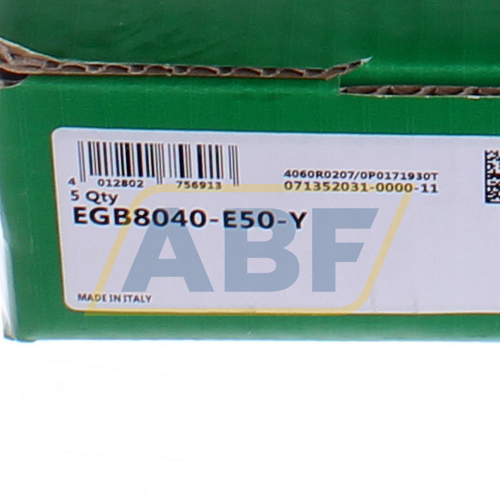 4 012802 756913
4060R0207/0P0171930T
071352031-0000-11
5 Qty
EGB8040-E50-Y
ABF
MADE IN ITALY